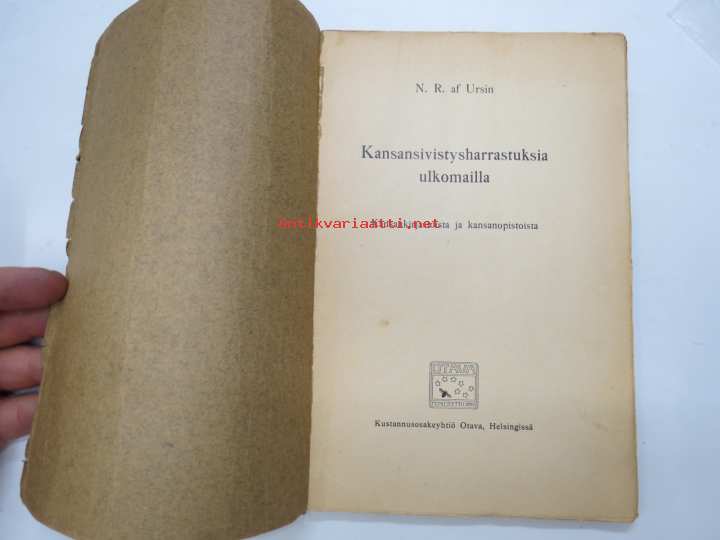 N. R. af Ursin
Kansansivistysharrastuksia
ulkomailla
antikvariaatti.net
ja kansanopistoista
OTAVA
Kustannusosakeyhtiö Otava, Helsingissä